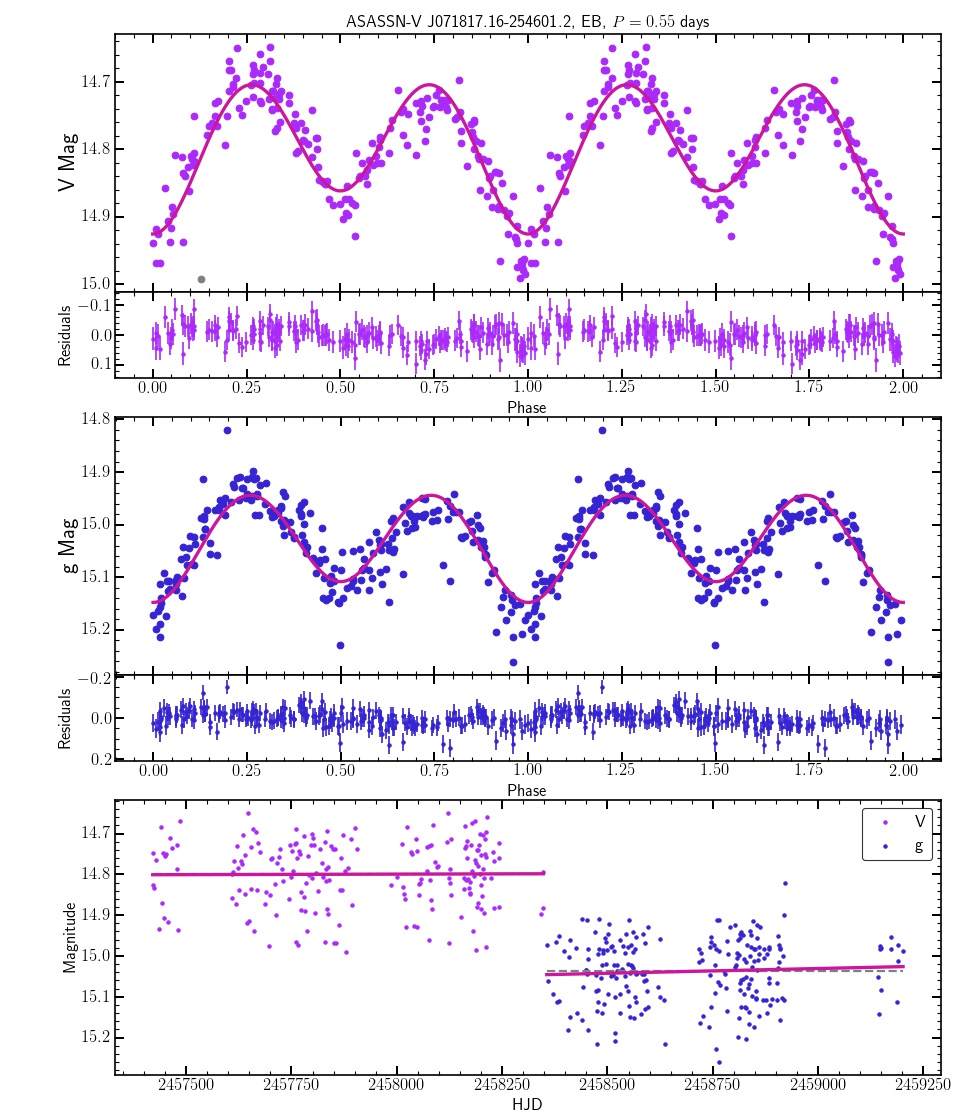 ASASSN-V J071817.16-254601.2, EB, P = 0.55 days
V Mag
14.7
14.8
14.9
15.0
Residuals
−0.1
0.0
0.1
0.00 0.25 0.50 0.75 1.00 1.25 1.50 1.75 2.00
Phase
g Mag
14.8
14.9
15.0
15.1
15.2
Residuals
−0.2
0.0
0.2
0.00 0.25 0.50 0.75 1.00 1.25 1.50 1.75 2.00
Phase
Magnitude
14.7
14.8
14.9
15.0
15.1
15.2
V
g
2457500 2457750 2458000 2458250 2458500 2458750 2459000 2459250
HJD